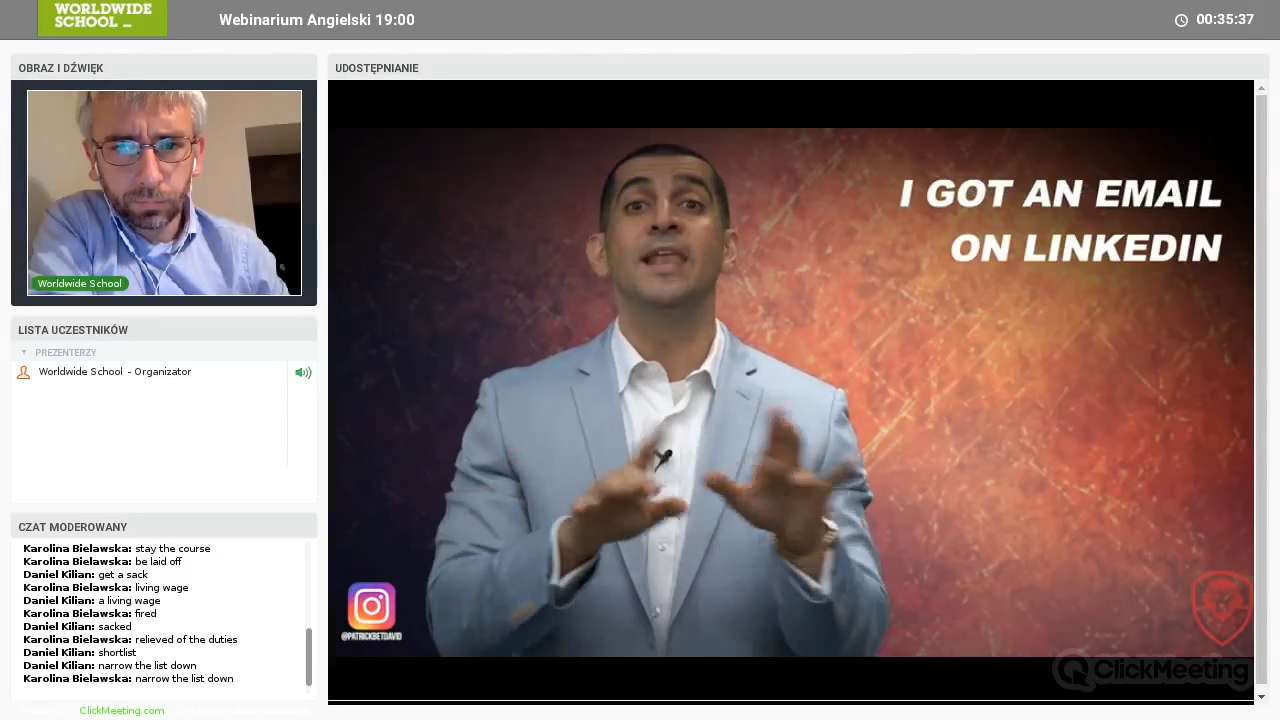 WORLDWIDE
SCHOOL
Webinarium Angielski 19:00
00:35:37
OBRAZ I DŹWIĘK
Worldwide School
LISTA UCZESTNIKÓW
PREZENTERZY
Worldwide School - Organizator
CZAT MODEROWANY
Karolina Bielawska: stay the course
Karolina Bielawska: be laid off
Daniel Kilian: get a sack
Karolina Bielawska: living wage
Daniel Kilian: a living wage
Karolina Bielawska: fired
Daniel Kilian: sacked
Karolina Bielawska: relieved of the duties
Daniel Kilian: shortlist
Daniel Kilian: narrow the list down
Karolina Bielawska: narrow the list down
ClickMeeting.com
UDOSTĘPNIANIE
I GOT AN EMAIL
ON LINKEDIN
@PATRICKBETDAVID
ClickMeeting